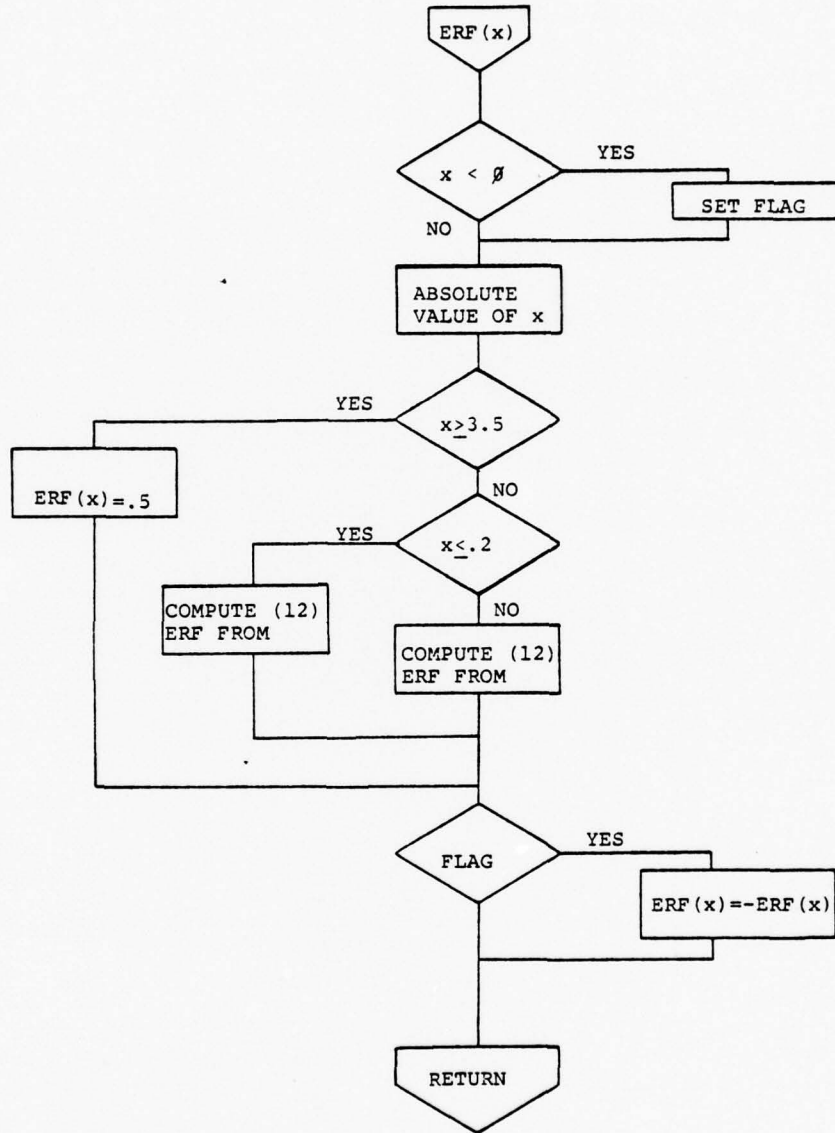 ERF(x)
x < Ø
YES
SET FLAG
NO
ABSOLUTE
VALUE OF x
YES
x≥3.5
ERF(x)=.5
NO
YES
x≤.2
COMPUTE (12)
ERF FROM
NO
COMPUTE (12)
ERF FROM
FLAG
YES
ERF(x)=-ERF(x)
RETURN